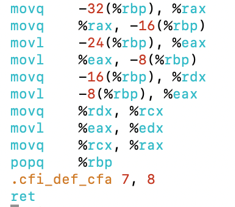 movq -32(%rbp), %rax
movq %rax, -16(%rbp)
movl -24(%rbp), %eax
movl %eax, -8(%rbp)
movq -16(%rbp), %rdx
movl -8(%rbp), %eax
movq %rdx, %rcx
movl %eax, %edx
movq %rcx, %rax
popq %rbp
.cfi_def_cfa 7, 8
ret